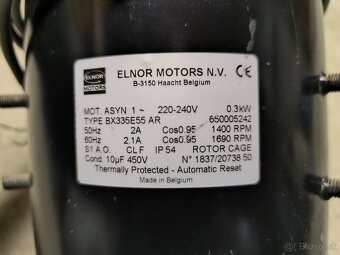 ELNOR
MOTORS
ELNOR MOTORS N.V.
B-3150 Haacht Belgium
CE
MOT. ASYN 1 ~ 220-240V 0.3kW
TYPE BX335E55 AR 650005242
50Hz 2A Cos0.95 1400 RPM
60Hz 2.1A Cos0.95 1690 RPM
S1 A.O. CL F IP 54 ROTOR CAGE
Cond. 10µF 450V N° 1837/20738 50
Thermally Protected - Automatic Reset
Made in Belgium